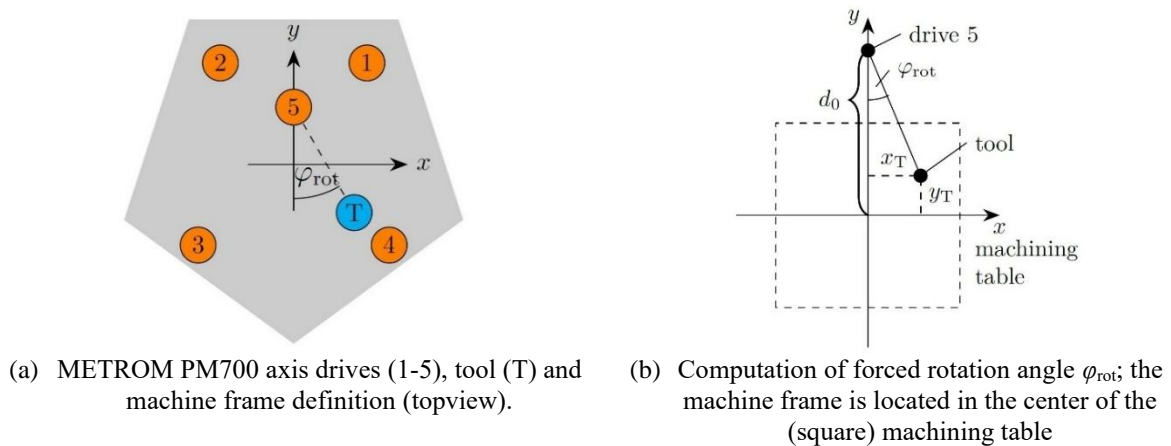 y
2
1
5
x
φrot
T
3
4
(a) METROM PM700 axis drives (1-5), tool (T) and
machine frame definition (topview).
y
drive 5
φrot
d0
xT
tool
yT
x
machining
table
(b) Computation of forced rotation angle φrot; the
machine frame is located in the center of the
(square) machining table